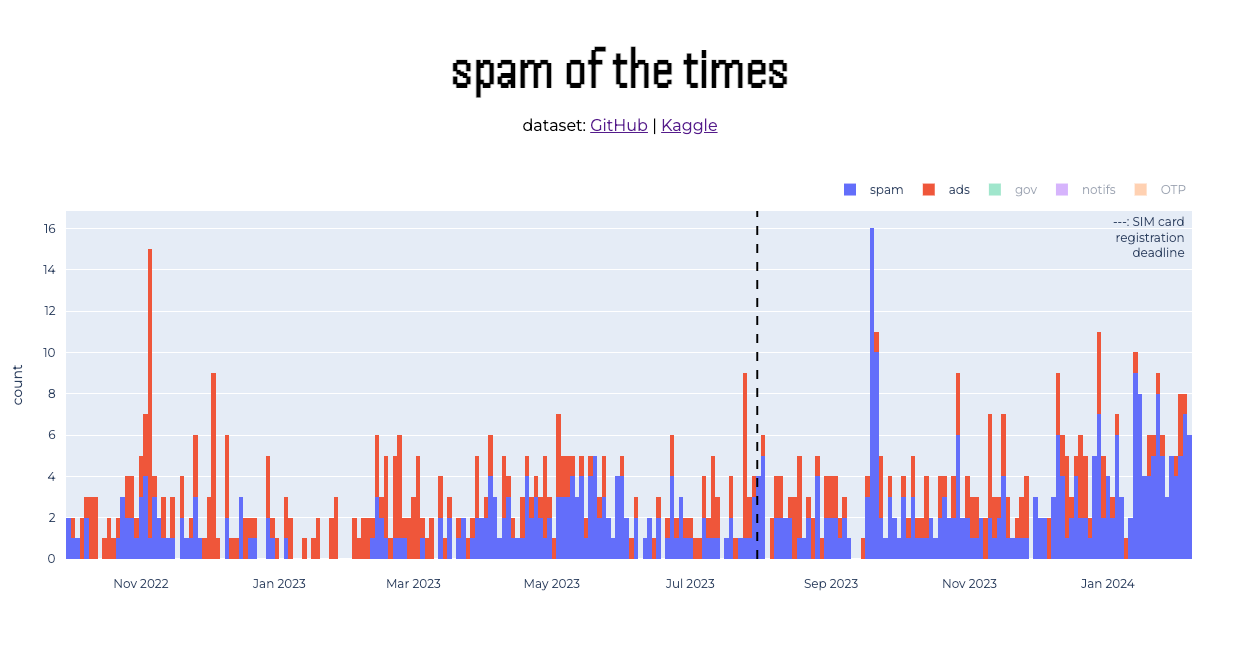 spam of the times
dataset: GitHub | Kaggle
spam ads gov notifs OTP
---: SIM card
registration
deadline
16
14
12
10
8
6
4
2
0
count
Nov 2022 Jan 2023 Mar 2023 May 2023 Jul 2023 Sep 2023 Nov 2023 Jan 2024